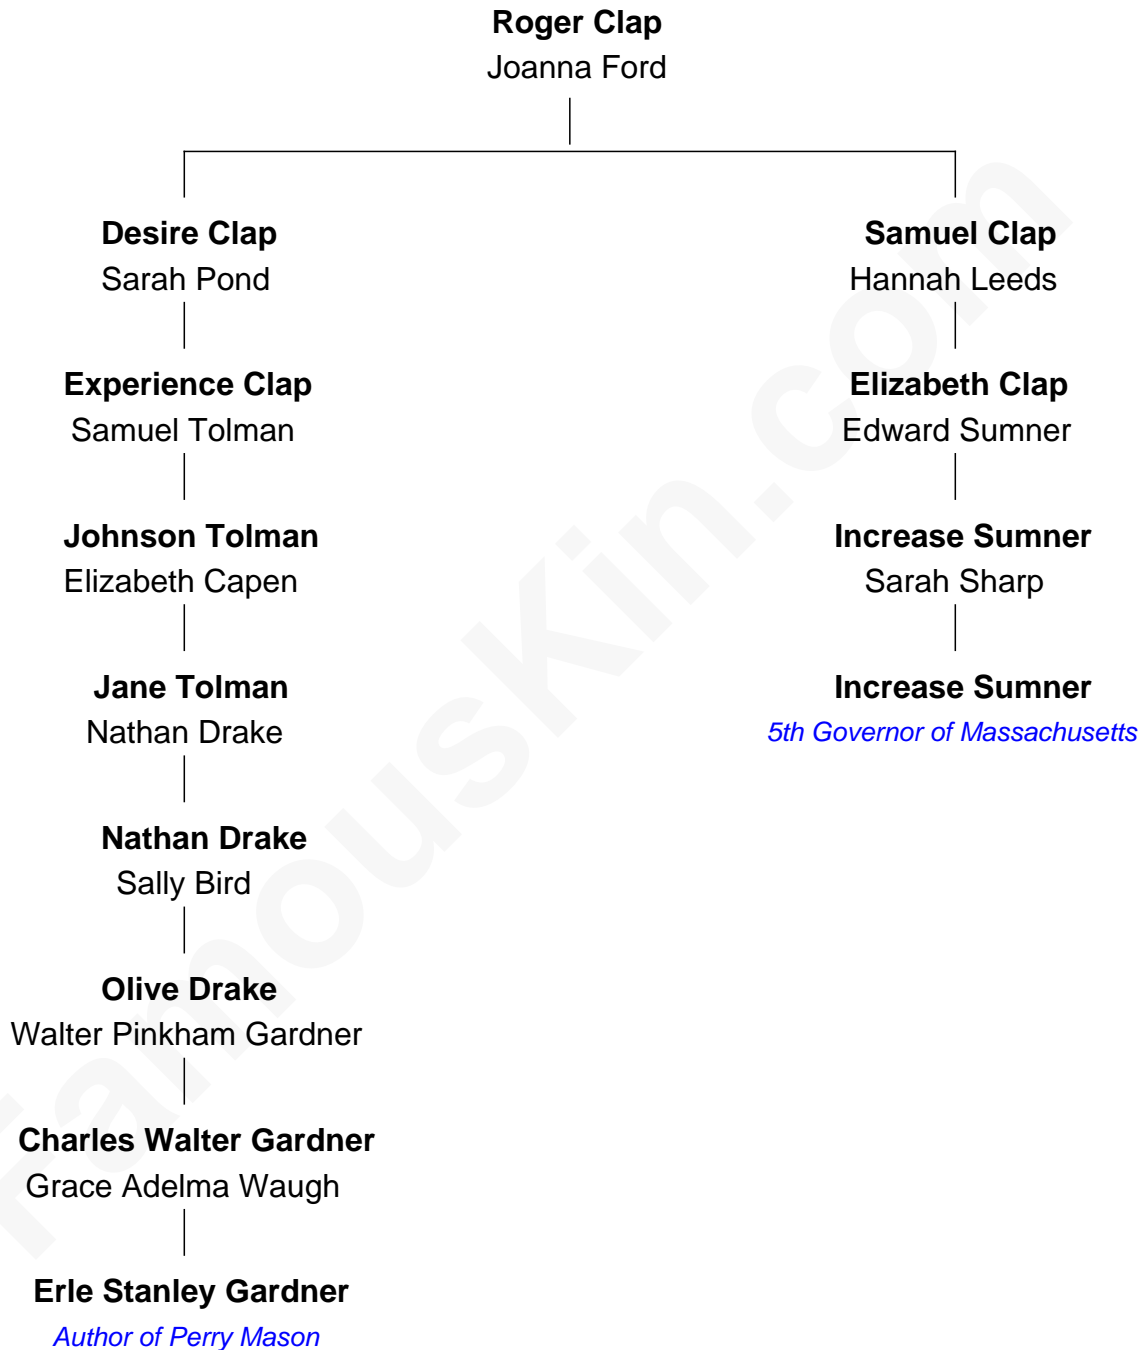 Roger Clap
Joanna Ford
Desire Clap
Sarah Pond
Samuel Clap
Hannah Leeds
Experience Clap
Samuel Tolman
Elizabeth Clap
Edward Sumner
Johnson Tolman
Elizabeth Capen
Increase Sumner
Sarah Sharp
Jane Tolman
Nathan Drake
Increase Sumner
5th Governor of Massachusetts
Nathan Drake
Sally Bird
Olive Drake
Walter Pinkham Gardner
Charles Walter Gardner
Grace Adelma Waugh
Erle Stanley Gardner
Author of Perry Mason
FamousKin.com